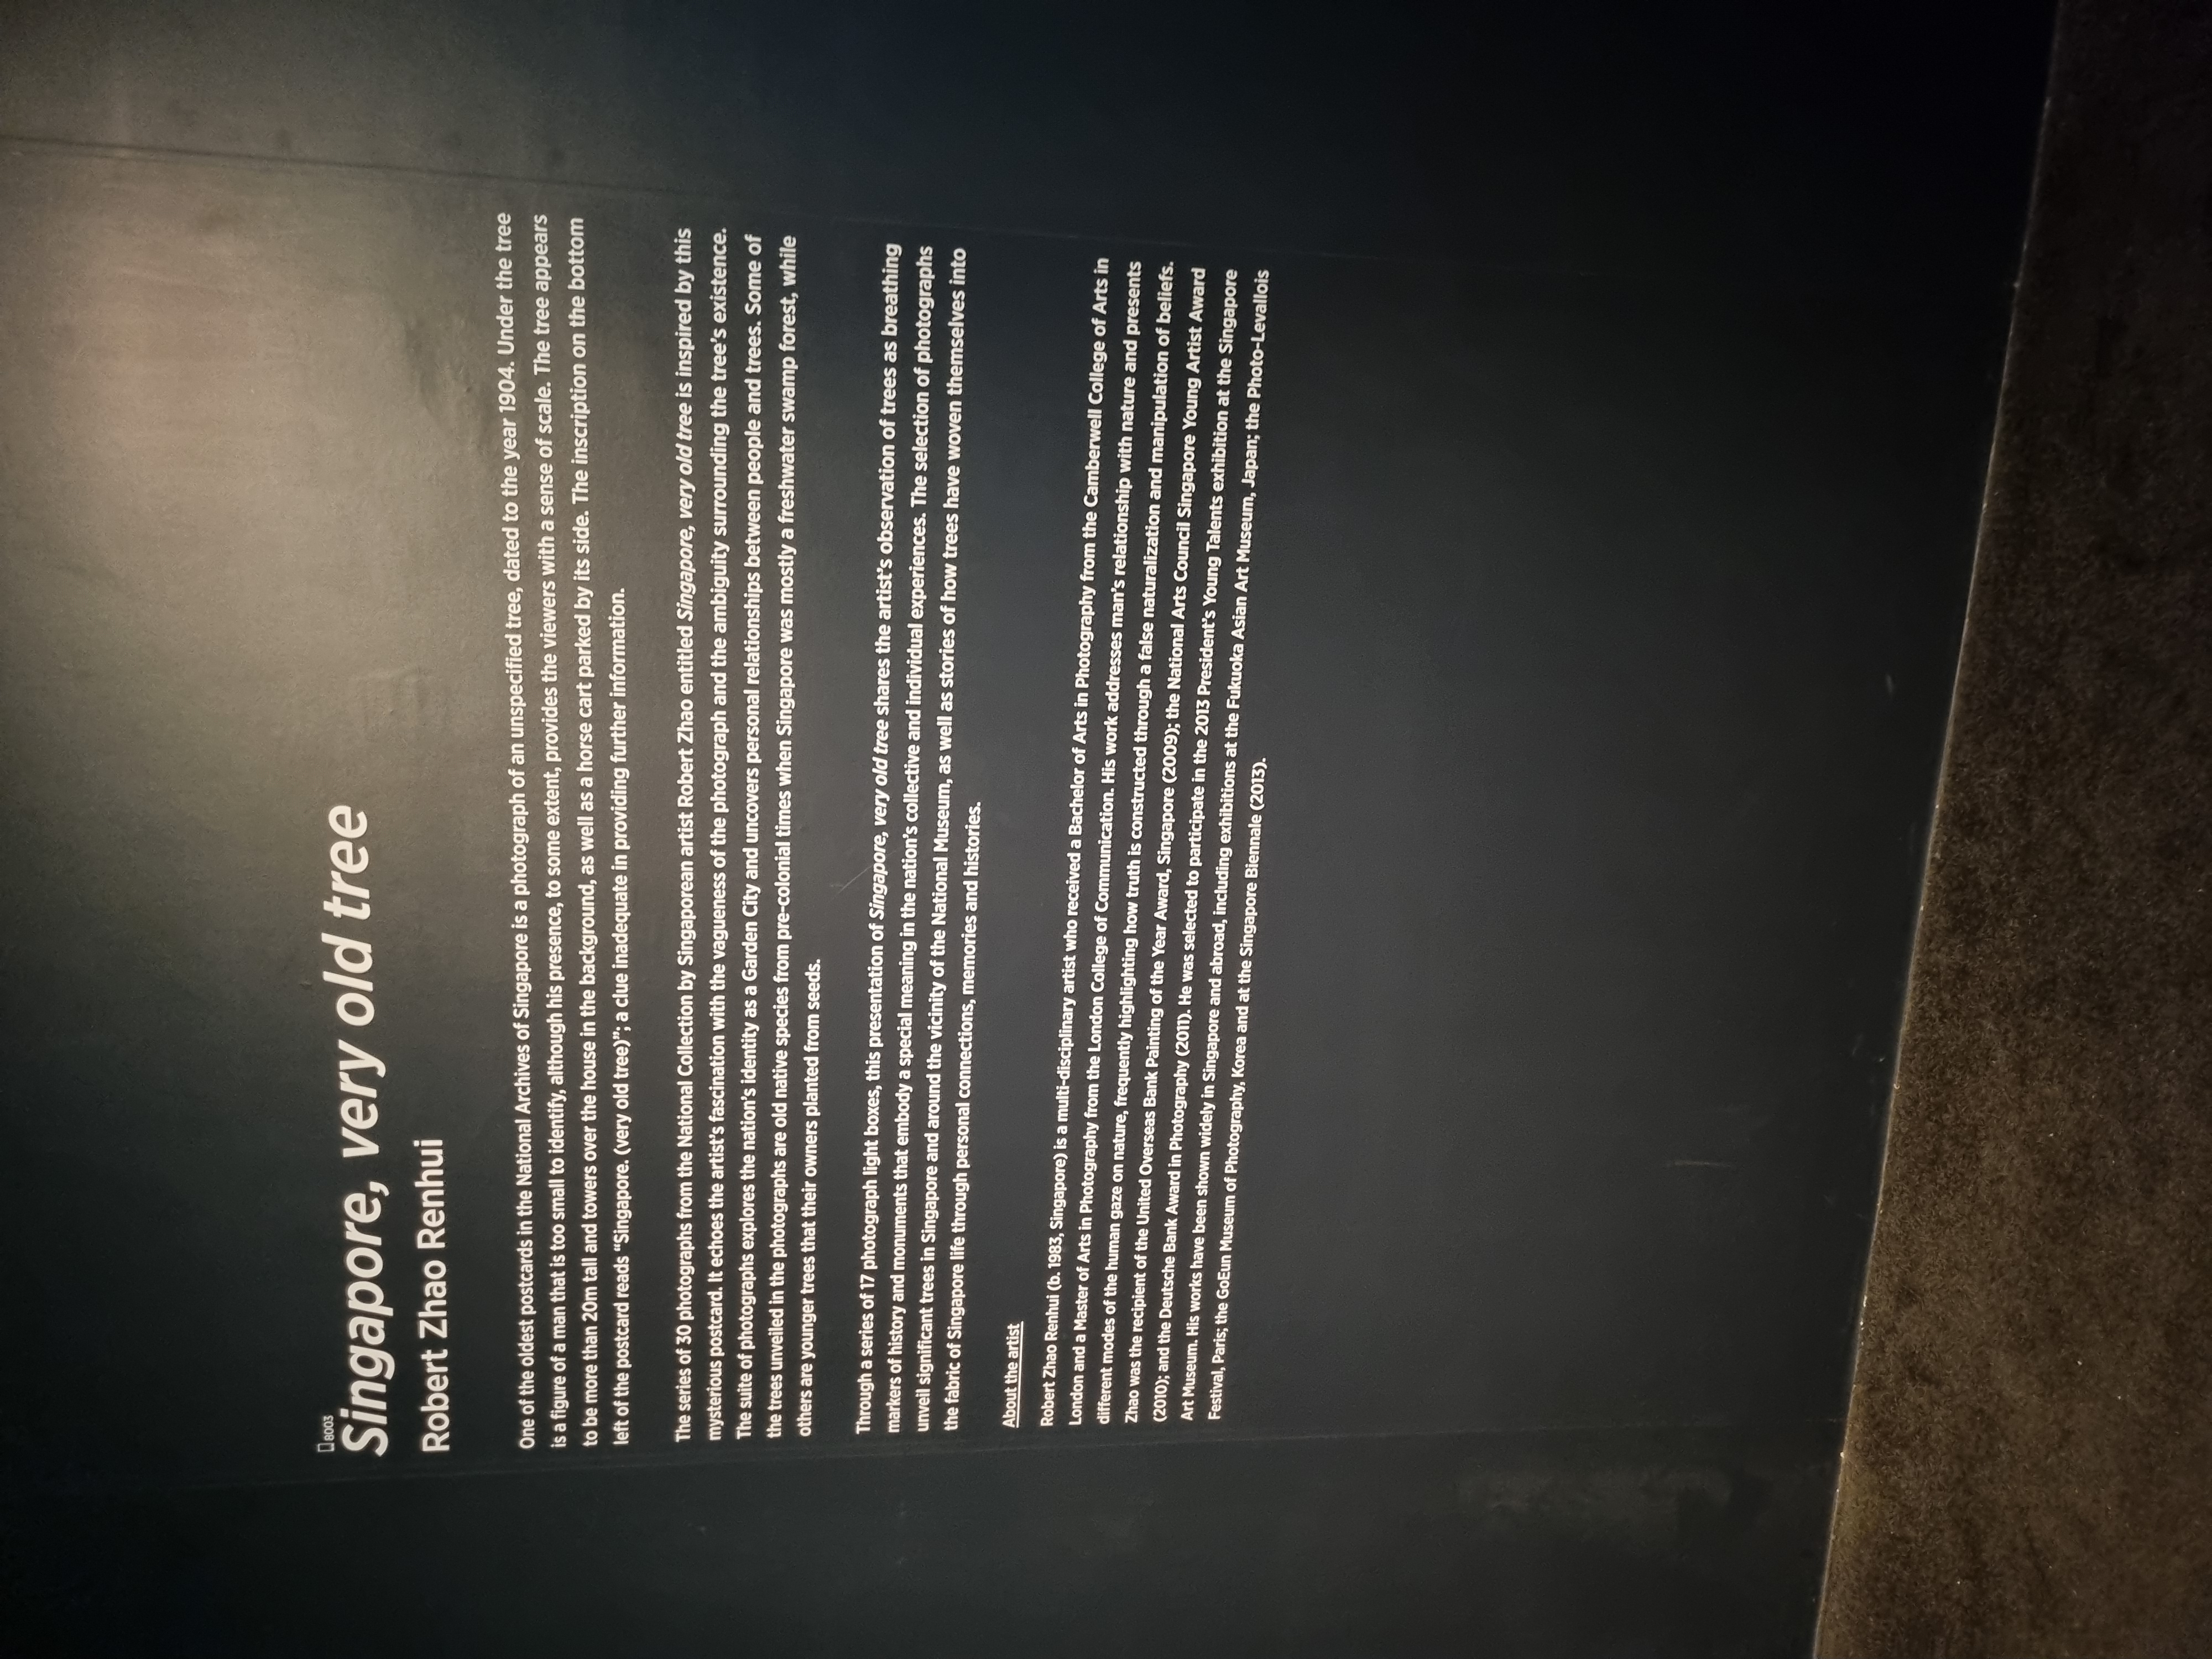 8003
Singapore, very old tree
Robert Zhao Renhui
One of the oldest postcards in the National Archives of Singapore is a photograph of an unspecified tree, dated to the year 1904. Under the tree
is a figure of a man that is too small to identify, although his presence, to some extent, provides the viewers with a sense of scale. The tree appears
to be more than 20m tall and towers over the house in the background, as well as a horse cart parked by its side. The inscription on the bottom
left of the postcard reads “Singapore. (very old tree)”; a clue inadequate in providing further information.
The series of 30 photographs from the National Collection by Singaporean artist Robert Zhao entitled Singapore, very old tree is inspired by this
mysterious postcard. It echoes the artist’s fascination with the vagueness of the photograph and the ambiguity surrounding the tree’s existence.
The suite of photographs explores the nation’s identity as a Garden City and uncovers personal relationships between people and trees. Some of
the trees unveiled in the photographs are old native species from pre-colonial times when Singapore was mostly a freshwater swamp forest, while
others are younger trees that their owners planted from seeds.
Through a series of 17 photograph light boxes, this presentation of Singapore, very old tree shares the artist’s observation of trees as breathing
markers of history and monuments that embody a special meaning in the nation’s collective and individual experiences. The selection of photographs
unveil significant trees in Singapore and around the vicinity of the National Museum, as well as stories of how trees have woven themselves into
the fabric of Singapore life through personal connections, memories and histories.
About the artist
Robert Zhao Renhui (b. 1983, Singapore) is a multi-disciplinary artist who received a Bachelor of Arts in Photography from the Camberwell College of Arts in
London and a Master of Arts in Photography from the London College of Communication. His work addresses man’s relationship with nature and presents
different modes of the human gaze on nature, frequently highlighting how truth is constructed through a false naturalization and manipulation of beliefs.
Zhao was the recipient of the United Overseas Bank Painting of the Year Award, Singapore (2009); the National Arts Council Singapore Young Artist Award
(2010); and the Deutsche Bank Award in Photography (2011). He was selected to participate in the 2013 President’s Young Talents exhibition at the Singapore
Art Museum. His works have been shown widely in Singapore and abroad, including exhibitions at the Fukuoka Asian Art Museum, Japan; the Photo-Levallois
Festival, Paris; the GoEun Museum of Photography, Korea and at the Singapore Biennale (2013).